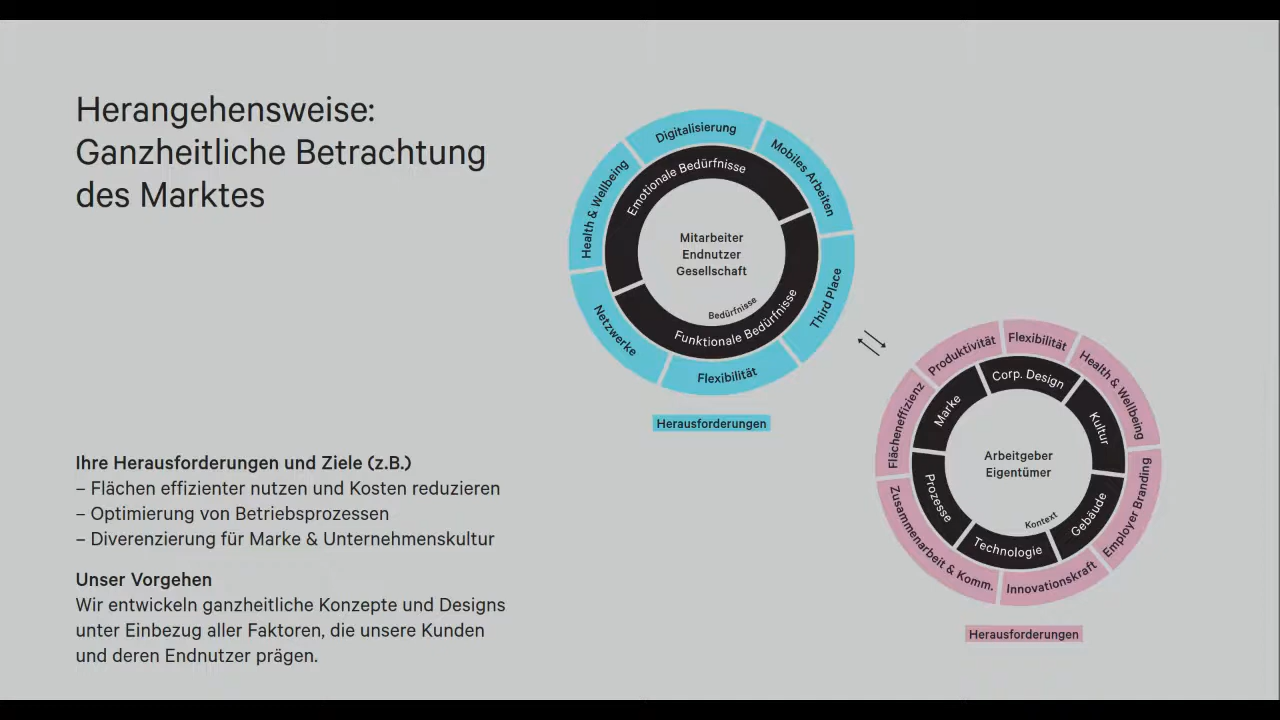 Herangehensweise:
Ganzheitliche Betrachtung
des Marktes
Ihre Herausforderungen und Ziele (z.B.)
– Flächen effizienter nutzen und Kosten reduzieren
– Optimierung von Betriebsprozessen
– Diverenzierung für Marke & Unternehmenskultur
Unser Vorgehen
Wir entwickeln ganzheitliche Konzepte und Designs
unter Einbezug aller Faktoren, die unsere Kunden
und deren Endnutzer prägen.
Digitalisierung
Mobiles Arbeiten
Third Place
Flexibilität
Netzwerke
Health & Wellbeing
Emotionale Bedürfnisse
Funktionale Bedürfnisse
Mitarbeiter
Endnutzer
Gesellschaft
Bedürfnisse
Herausforderungen
Produktivität
Flexibilität
Health & Wellbeing
Employer Branding
Innovationskraft
Zusammenarbeit & Komm.
Flächeneffizienz
Marke
Corp. Design
Kultur
Gebäude
Technologie
Prozesse
Arbeitgeber
Eigentümer
Kontext
Herausforderungen